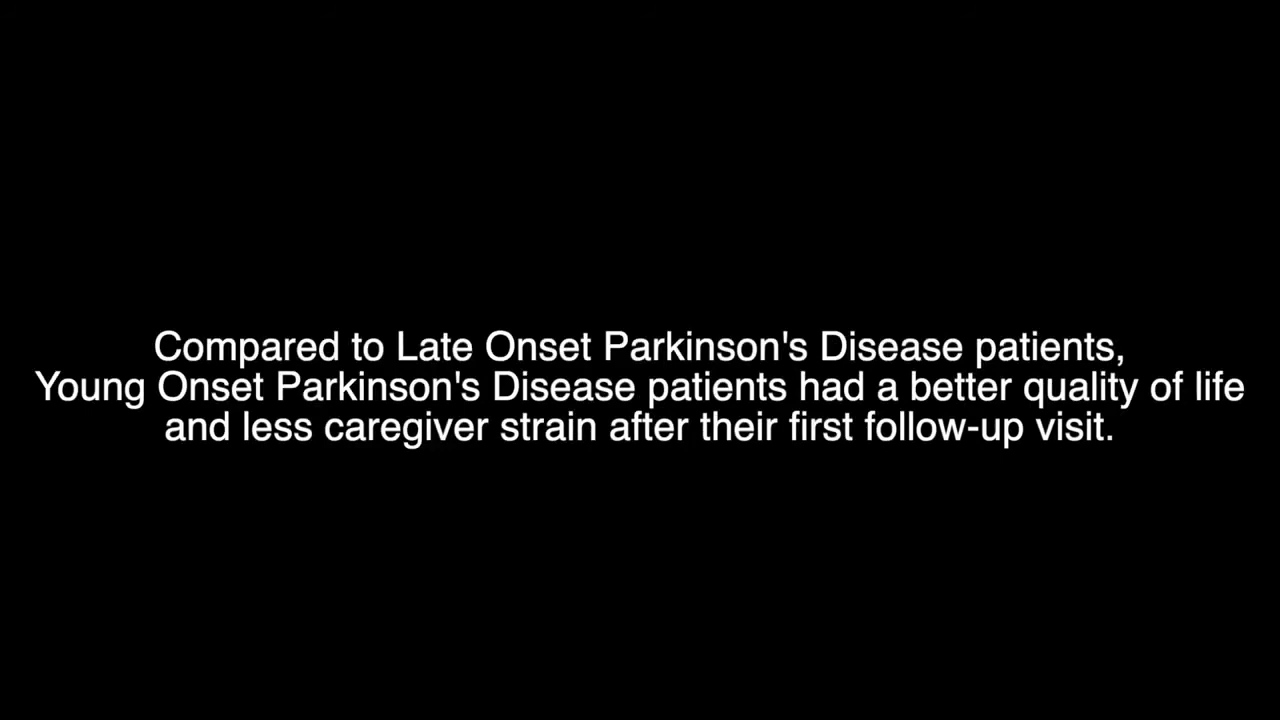 Compared to Late Onset Parkinson's Disease patients,
Young Onset Parkinson's Disease patients had a better quality of life
and less caregiver strain after their first follow-up visit.